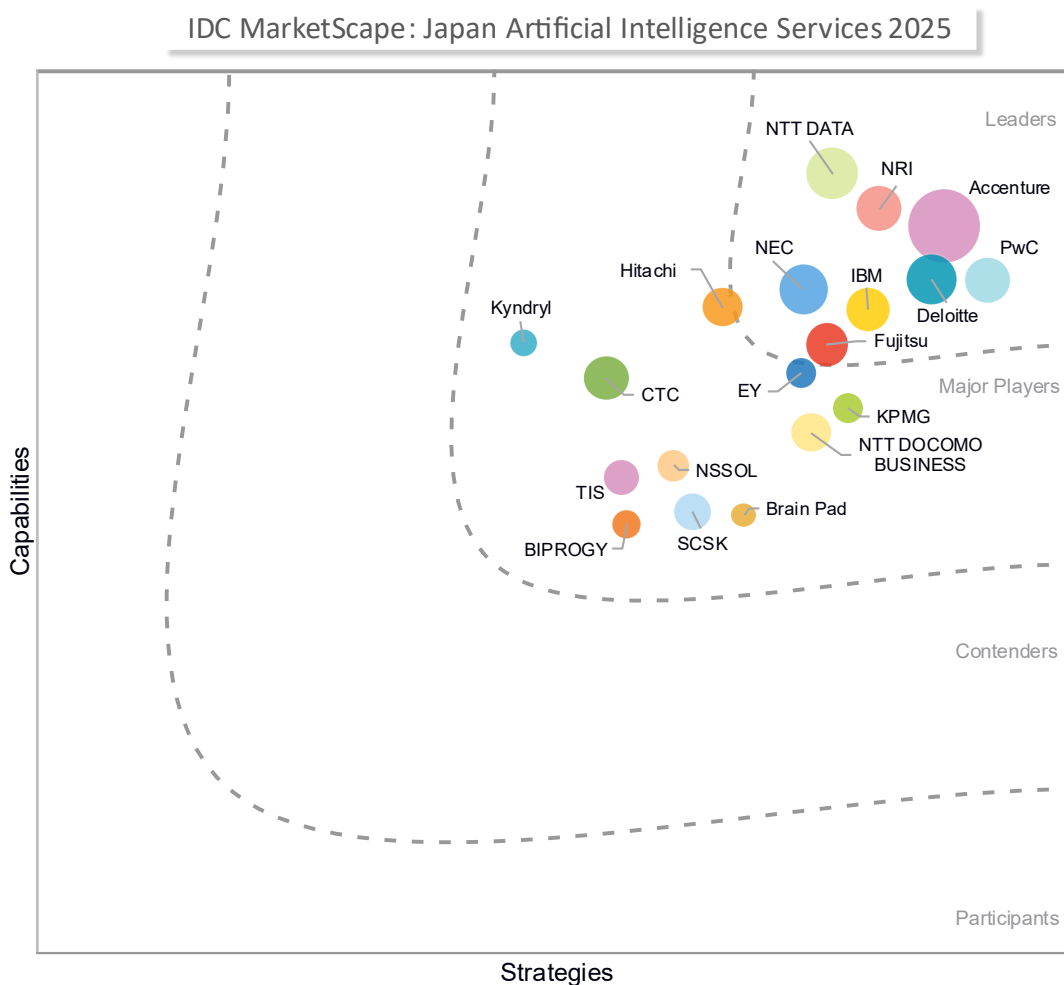 IDC MarketScape: Japan Artificial Intelligence Services 2025
Leaders
NTT DATA
NRI
Accenture
NEC
PwC
Hitachi
IBM
Kyndryl
Deloitte
Fujitsu
Major Players
EY
CTC
KPMG
NTT DOCOMO
BUSINESS
NSSOL
TIS
Brain Pad
SCSK
BIPROGY
Capabilities
Contenders
Participants
Strategies